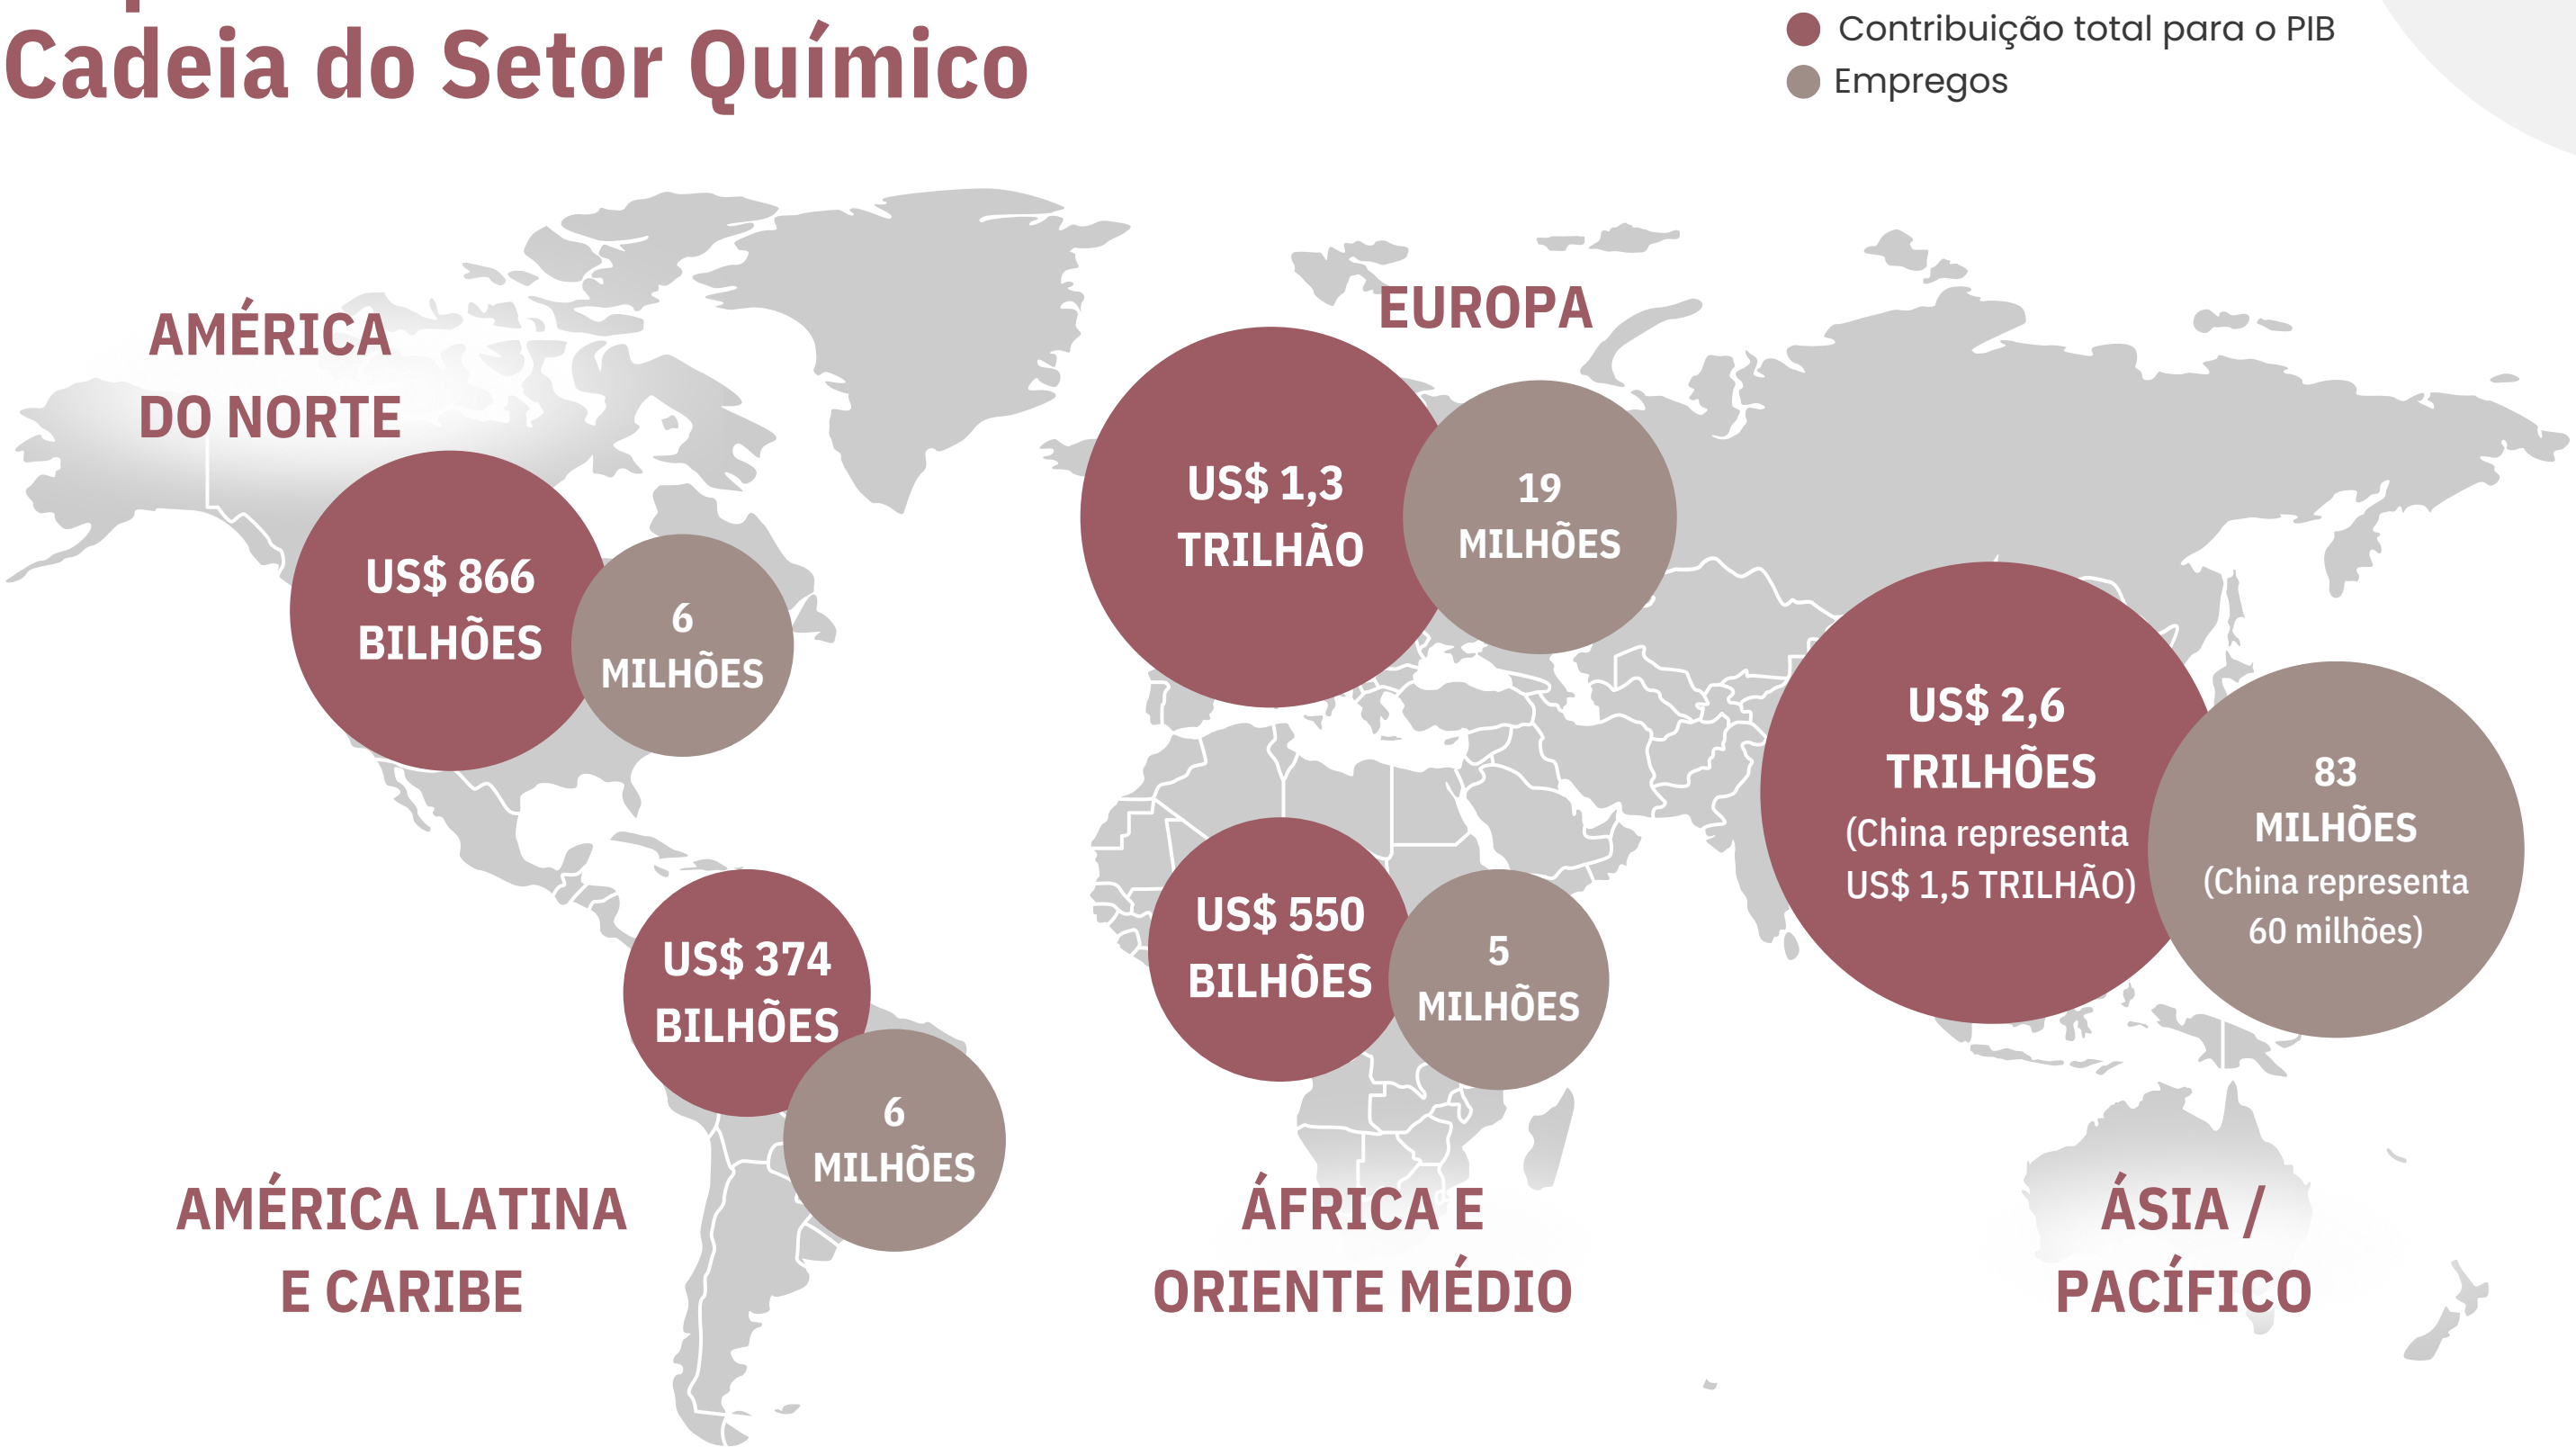 Cadeia do Setor Químico
Contribuição total para o PIB
Empregos
AMÉRICA
DO NORTE
US$ 866
BILHÕES
6
MILHÕES
EUROPA
US$ 1,3
TRILHÃO
19
MILHÕES
US$ 2,6
TRILHÕES
(China representa
US$ 1,5 TRILHÃO)
83
MILHÕES
(China representa
60 milhões)
US$ 374
BILHÕES
6
MILHÕES
US$ 550
BILHÕES
5
MILHÕES
AMÉRICA LATINA
E CARIBE
ÁFRICA E
ORIENTE MÉDIO
ÁSIA /
PACÍFICO